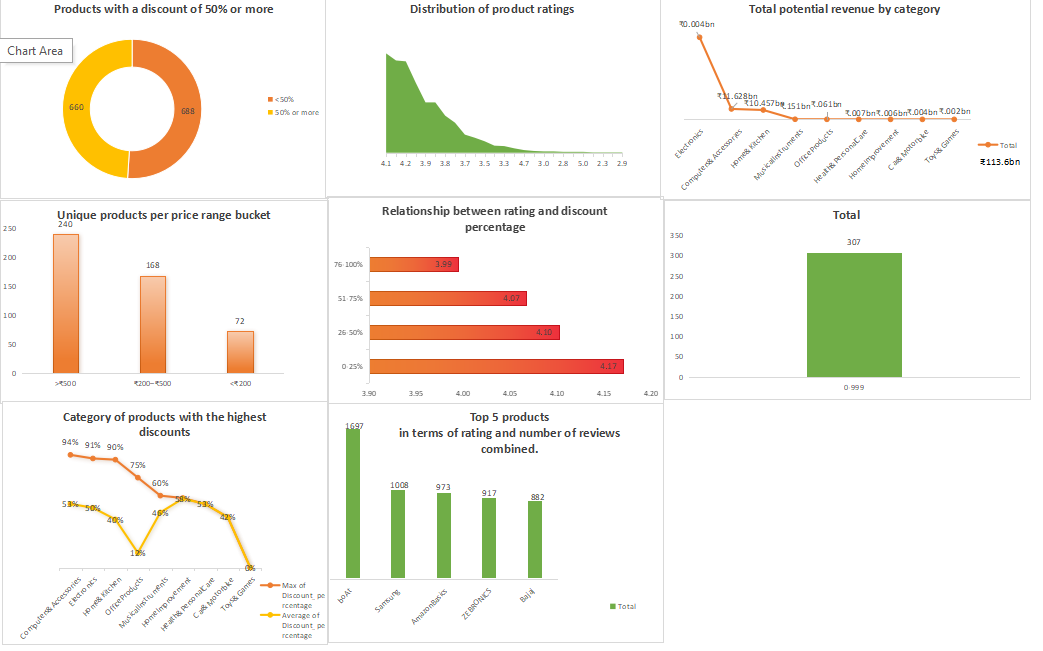 Products with a discount of 50% or more
Chart Area
660
688
<50%
50% or more
Distribution of product ratings
4.1 4.2 3.9 3.8 3.7 3.5 3.3 4.7 3.0 2.8 5.0 2.3 2.9
Total potential revenue by category
₹0.004bn
₹11.628bn
₹10.457bn
₹.151bn
₹.061bn
₹.007bn
₹.006bn
₹.004bn
₹.002bn
Electronics
Computers&Accessories
Home&Kitchen
MusicalInstruments
OfficeProducts
Health&PersonalCare
HomeImprovement
Car&Motorbike
Toys&Games
Total
₹113.6bn
Unique products per price range bucket
250
200
150
100
50
0
240
168
72
>₹500
₹200–₹500
<₹200
Relationship between rating and discount
percentage
76-100%
3.99
51-75%
4.07
26-50%
4.10
0-25%
4.17
3.90 3.95 4.00 4.05 4.10 4.15 4.20
Total
350
300
250
200
150
100
50
0
307
0-999
Category of products with the highest
discounts
94% 91% 90%
75%
60%
53%
50%
40%
12%
46%
58%
53%
42%
0%
Computers&Accessories
Electronics
Home&Kitchen
OfficeProducts
MusicalInstruments
HomeImprovement
Health&PersonalCare
Car&Motorbike
Toys&Games
Max of
Discount_pe
rcentage
Average of
Discount_pe
rcentage
Top 5 products
in terms of rating and number of reviews
combined.
1697
1008
973
917
882
boAt
Samsung
AmazonBasics
ZEBRONICS
Bajaj
Total